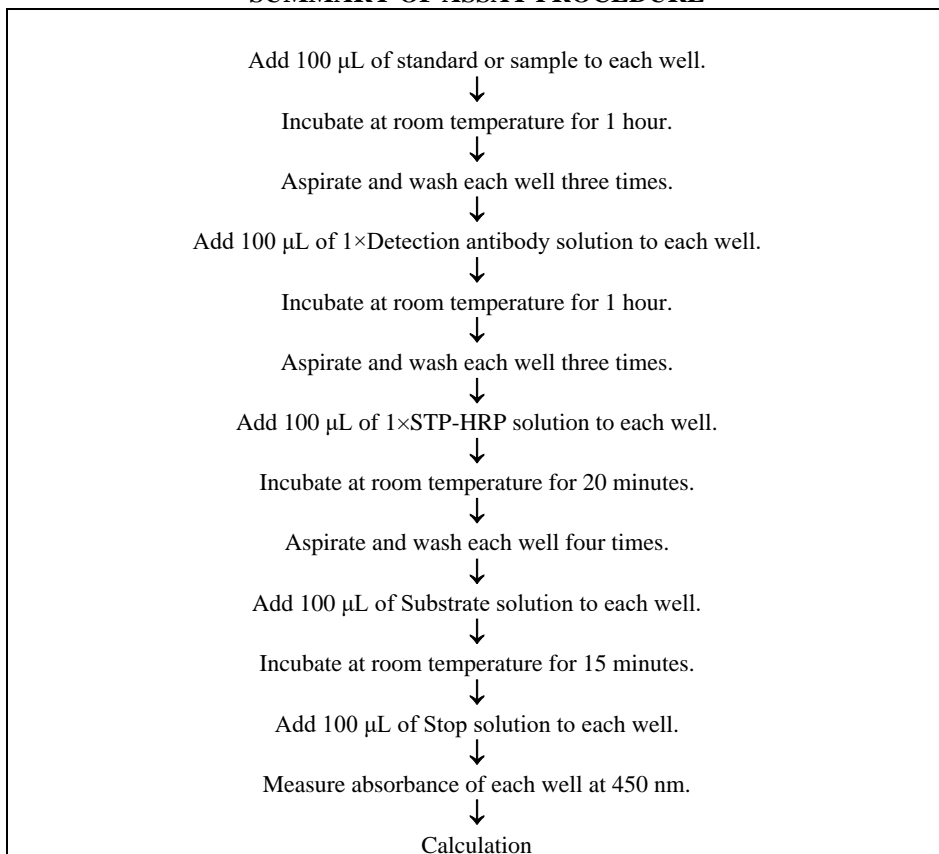 SUMMARY OF ASSAY PROCEDURE
Add 100 μL of standard or sample to each well.
↓
Incubate at room temperature for 1 hour.
↓
Aspirate and wash each well three times.
↓
Add 100 μL of 1×Detection antibody solution to each well.
↓
Incubate at room temperature for 1 hour.
↓
Aspirate and wash each well three times.
↓
Add 100 μL of 1×STP-HRP solution to each well.
↓
Incubate at room temperature for 20 minutes.
↓
Aspirate and wash each well four times.
↓
Add 100 μL of Substrate solution to each well.
↓
Incubate at room temperature for 15 minutes.
↓
Add 100 μL of Stop solution to each well.
↓
Measure absorbance of each well at 450 nm.
↓
Calculation